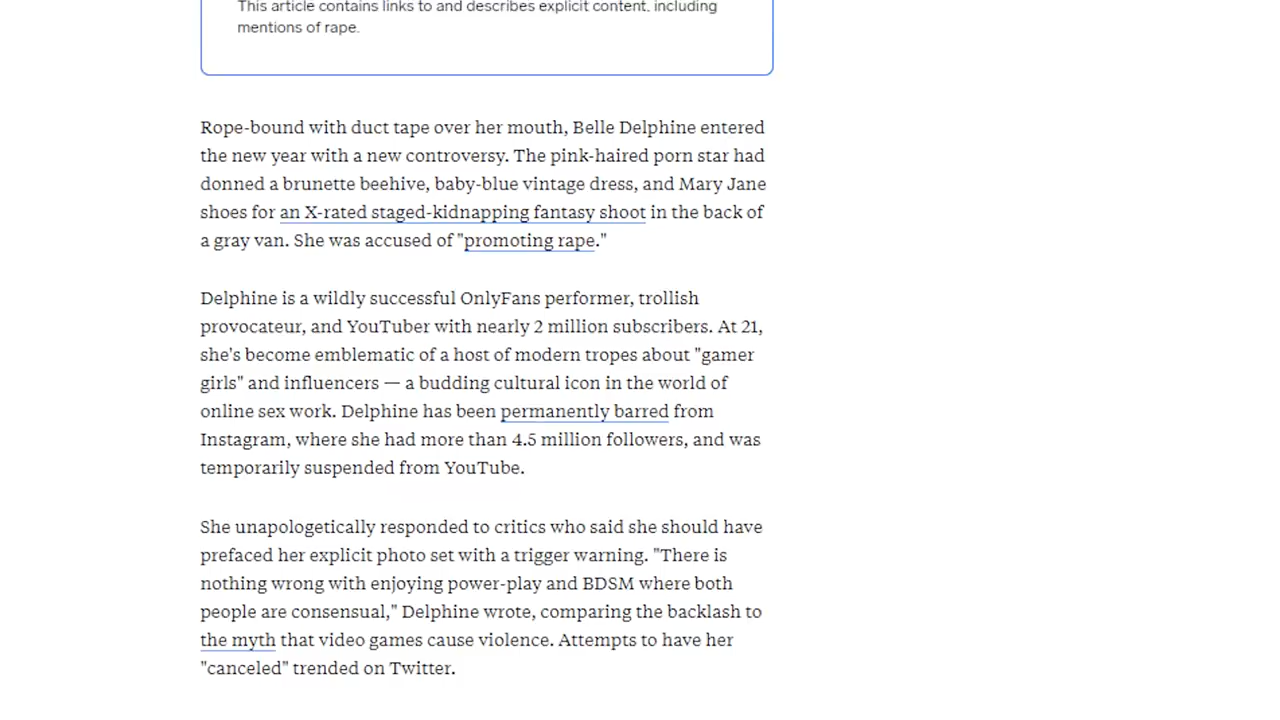 This article contains links to and describes explicit content, including
mentions of rape.
Rope-bound with duct tape over her mouth, Belle Delphine entered
the new year with a new controversy. The pink-haired porn star had
donned a brunette beehive, baby-blue vintage dress, and Mary Jane
shoes for an X-rated staged-kidnapping fantasy shoot in the back of
a gray van. She was accused of "promoting rape."
Delphine is a wildly successful OnlyFans performer, trollish
provocateur, and YouTuber with nearly 2 million subscribers. At 21,
she's become emblematic of a host of modern tropes about "gamer
girls" and influencers — a budding cultural icon in the world of
online sex work. Delphine has been permanently barred from
Instagram, where she had more than 4.5 million followers, and was
temporarily suspended from YouTube.
She unapologetically responded to critics who said she should have
prefaced her explicit photo set with a trigger warning. "There is
nothing wrong with enjoying power-play and BDSM where both
people are consensual," Delphine wrote, comparing the backlash to
the myth that video games cause violence. Attempts to have her
"canceled" trended on Twitter.